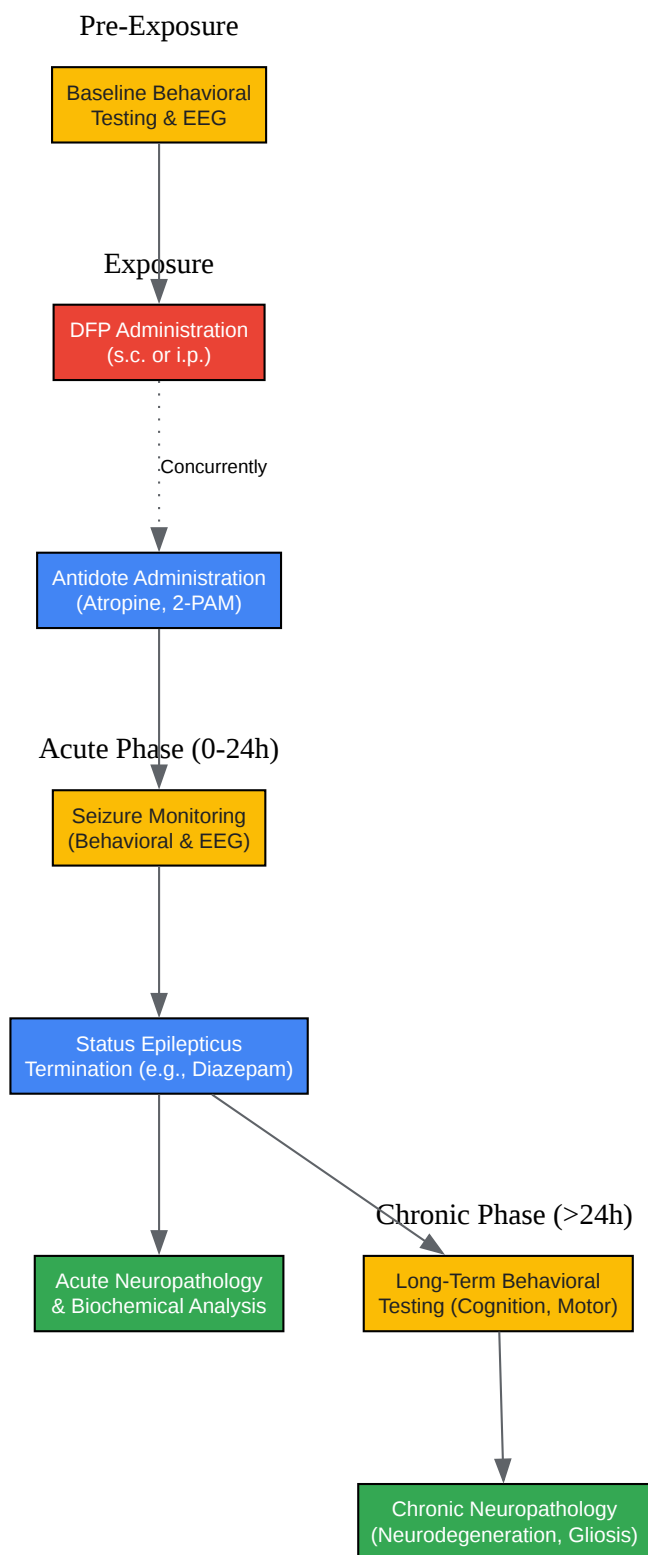 Pre-Exposure
Baseline Behavioral
Testing & EEG
Exposure
DFP Administration
(s.c. or i.p.)
Concurrently
Antidote Administration
(Atropine, 2-PAM)
Acute Phase (0-24h)
Seizure Monitoring
(Behavioral & EEG)
Status Epilepticus
Termination (e.g., Diazepam)
Acute Neuropathology
& Biochemical Analysis
Chronic Phase (>24h)
Long-Term Behavioral
Testing (Cognition, Motor)
Chronic Neuropathology
(Neurodegeneration, Gliosis)